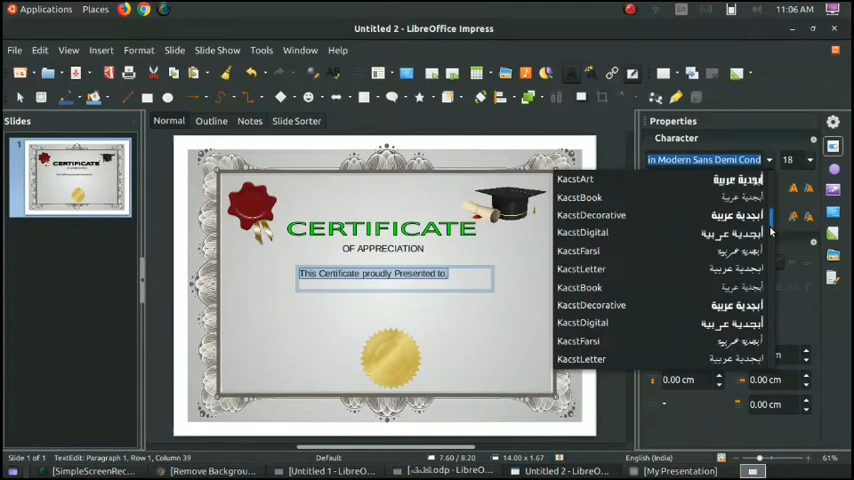 Applications Places En 11:06 AM
Untitled 2 - LibreOffice Impress
File Edit View Insert Format Slide Slide Show Tools Window Help
Slides
Normal Outline Notes Slide Sorter
Properties
Character
in Modern Sans Demi Cond 18
1
CERTIFICATE
CERTIFICATE
OF APPRECIATION
This Certificate proudly Presented to,
KacstArt أبجدية عربية
KacstBook أبجدية عربية
KacstDecorative أبجدية عربية
KacstDigital أبجدية عربية
KacstFarsi أبجدية عربية
KacstLetter أبجدية عربية
KacstBook أبجدية عربية
KacstDecorative أبجدية عربية
KacstDigital أبجدية عربية
KacstFarsi أبجدية عربية
KacstLetter أبجدية عربية
0.00 cm 0.00 cm
0.00 cm
Slide 1 of 1 TextEdit: Paragraph 1, Row 1, Column 39 Default 7.60 / 8.20 14.00 x 1.67 English (India) 61%
[SimpleScreenRec... [Remove Backgrou... [Untitled 1 - LibreO... .odp - LibreOffic... Untitled 2 - LibreO... [My Presentation]